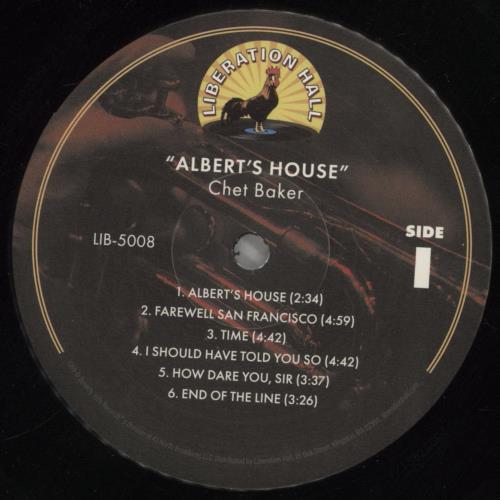 LIBERATION HALL
"ALBERT'S HOUSE"
Chet Baker
LIB-5008
SIDE
1
1. ALBERT'S HOUSE (2:34)
2. FAREWELL SAN FRANCISCO (4:59)
3. TIME (4:42)
4. I SHOULD HAVE TOLD YOU SO (4:42)
5. HOW DARE YOU, SIR (3:37)
6. END OF THE LINE (3:26)